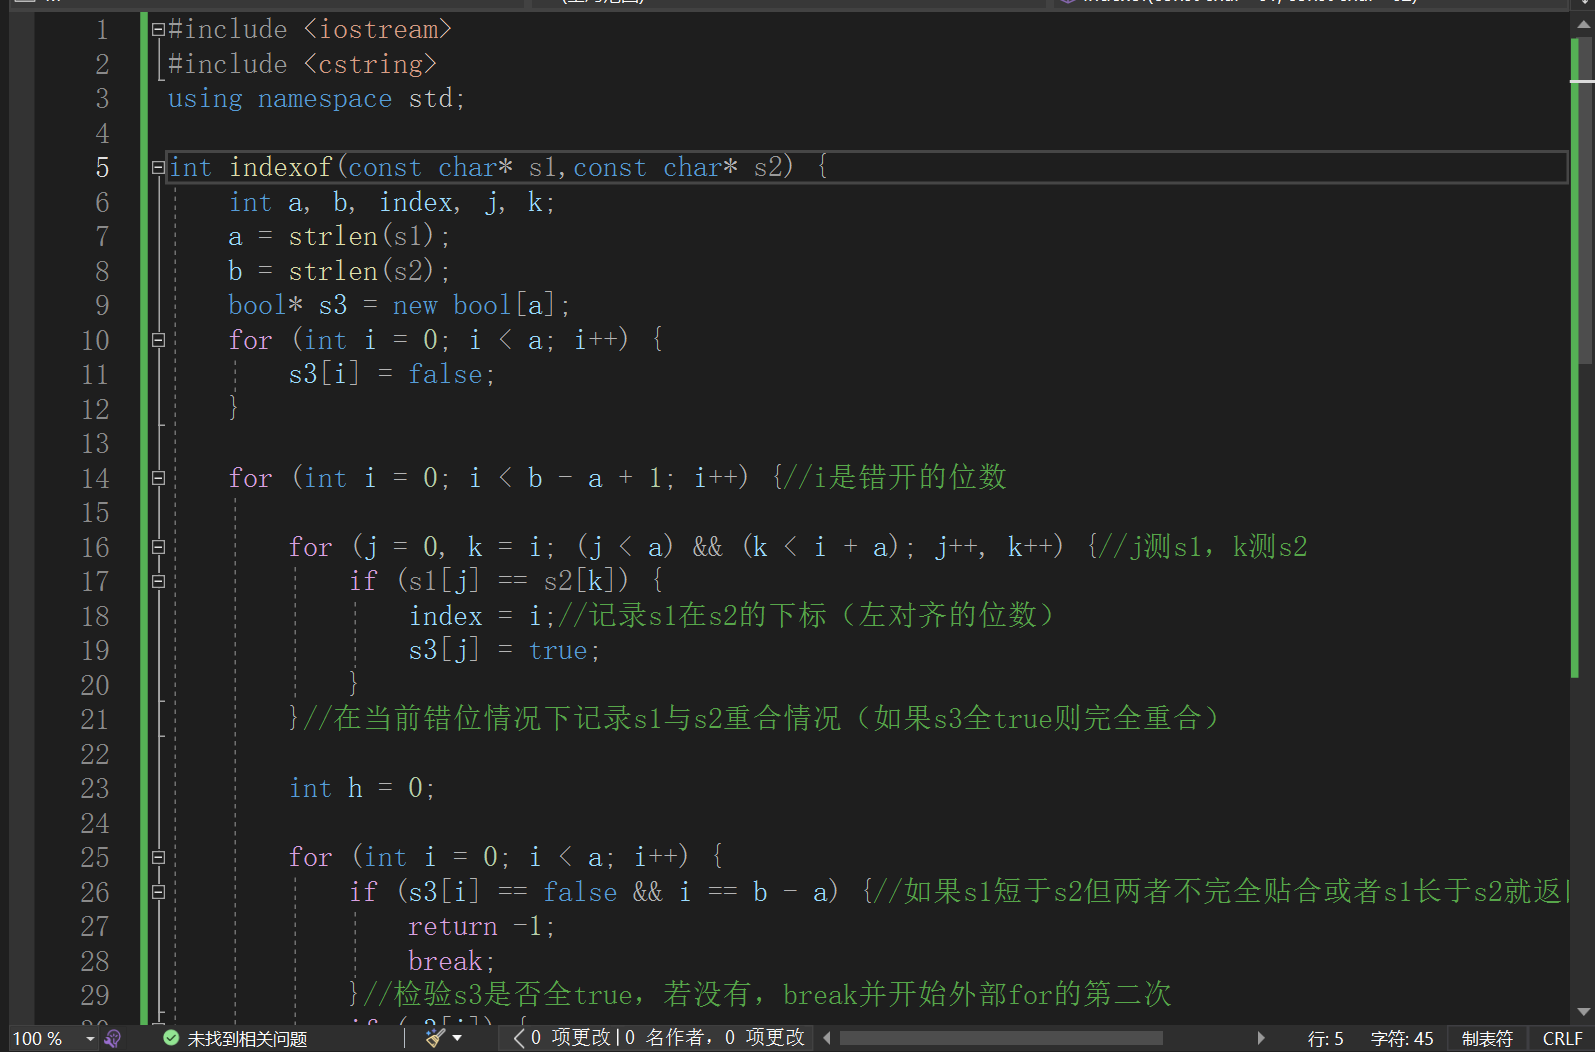 1 #include <iostream>
2 #include <cstring>
3 using namespace std;
4
5 int indexof(const char* s1,const char* s2) {
6 int a, b, index, j, k;
7 a = strlen(s1);
8 b = strlen(s2);
9 bool* s3 = new bool[a];
10 for (int i = 0; i < a; i++) {
11 s3[i] = false;
12 }
13
14 for (int i = 0; i < b - a + 1; i++) {//i是错开的位数
15
16 for (j = 0, k = i; (j < a) && (k < i + a); j++, k++) {//j测s1，k测s2
17 if (s1[j] == s2[k]) {
18 index = i;//记录s1在s2的下标（左对齐的位数）
19 s3[j] = true;
20 }
21 }//在当前错位情况下记录s1与s2重合情况（如果s3全true则完全重合）
22
23 int h = 0;
24
25 for (int i = 0; i < a; i++) {
26 if (s3[i] == false && i == b - a) {//如果s1短于s2但两者不完全贴合或者s1长于s2就返
27 return -1;
28 break;
29 }//检验s3是否全true，若没有，break并开始外部for的第二次
100 % 未找到相关问题 0 项更改|0 名作者，0 项更改 行: 5 字符: 45 制表符 CRLF